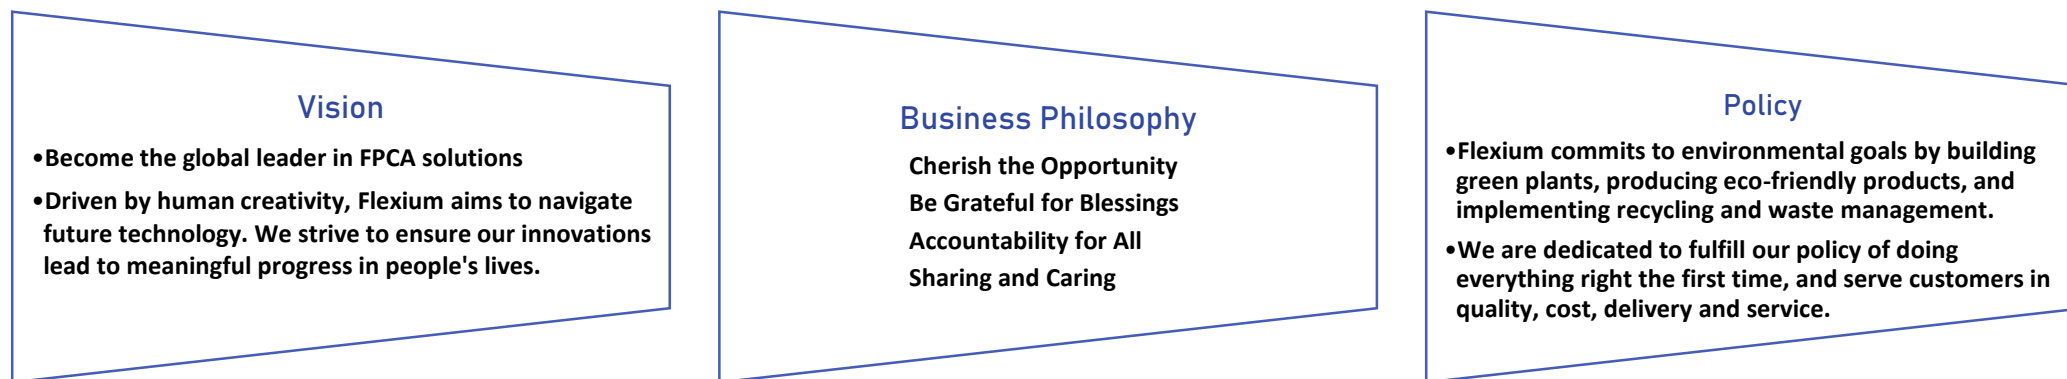 Vision
•Become the global leader in FPCA solutions
•Driven by human creativity, Flexium aims to navigate
future technology. We strive to ensure our innovations
lead to meaningful progress in people's lives.
Business Philosophy
Cherish the Opportunity
Be Grateful for Blessings
Accountability for All
Sharing and Caring
Policy
•Flexium commits to environmental goals by building
green plants, producing eco-friendly products, and
implementing recycling and waste management.
•We are dedicated to fulfill our policy of doing
everything right the first time, and serve customers in
quality, cost, delivery and service.